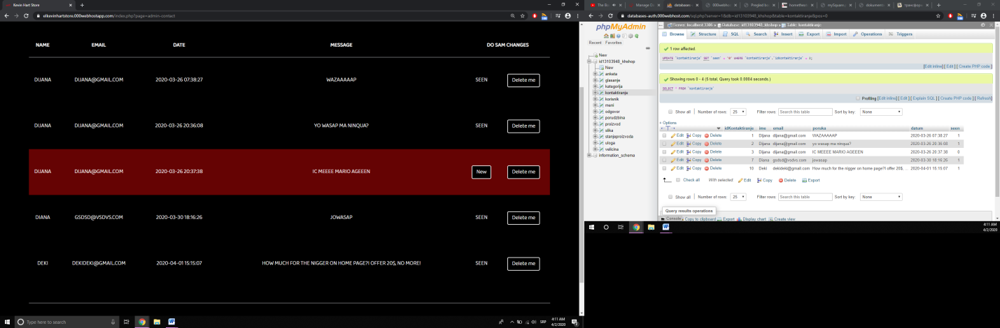 Kevin Hart Store
elkevinhartstore.000webhostapp.com/index.php?page=admin-contact
NAME EMAIL DATE MESSAGE DO SAM CHANGES
DIJANA DIJANA@GMAIL.COM 2020-03-26 07:38:27 WAZAAAAAP SEEN Delete me
DIJANA DIJANA@GMAIL.COM 2020-03-26 20:36:08 YO WASAP MA NINQUA? SEEN Delete me
DIJANA DIJANA@GMAIL.COM 2020-03-26 20:37:38 IC MEEEE MARIO AGEEEN New Delete me
DIANA GSDSD@VSDVS.COM 2020-03-30 18:16:26 JOWASAP SEEN Delete me
DEKI DEKIDEKI@GMAIL.COM 2020-04-01 15:15:07 HOW MUCH FOR THE NIGGER ON HOME PAGE?I OFFER 20$, NO MORE! SEEN Delete me
Type here to search
SRP
4:11 AM
4/2/2020
The Bo
Manage Da
databases-
000webhos
Pregled bo
homethes
mySquare
dokument
databases-auth.000webhost.com/sql.php?server=1&db=id13103948_khshop&table=kontaktiranje&pos=0
phpMyAdmin
Recent Favorites
New
id13103948_khshop
New
anketa
glasanje
kategorija
kontaktiranje
korisnik
meni
odgovor
porudzbina
proizvod
slika
stanjeproizvoda
uloga
velicina
information_schema
Server: localhost:3306 » Database: id13103948_khshop » Table: kontaktiranje
Browse Structure SQL Search Insert Export Import Operations Triggers
1 row affected.
UPDATE `kontaktiranje` SET `seen` = '0' WHERE `kontaktiranje`.`idKontaktiranje` = 3;
[Edit inline] [ Edit ] [ Create PHP code ]
Showing rows 0 - 4 (5 total, Query took 0.0004 seconds.)
SELECT * FROM `kontaktiranje`
Profiling [Edit inline] [ Edit ] [ Explain SQL ] [ Create PHP code ] [ Refresh]
Show all Number of rows: 25 Filter rows: Search this table Sort by key: None
+ Options
idKontaktiranje ime email poruka datum seen
Edit Copy Delete 1 Dijana dijana@gmail.com WAZAAAAAP 2020-03-26 07:38:27 1
Edit Copy Delete 2 Dijana dijana@gmail.com yo wasap ma ninqua? 2020-03-26 20:36:08 1
Edit Copy Delete 3 Dijana dijana@gmail.com IC MEEEE MARIO AGEEEN 2020-03-26 20:37:38 0
Edit Copy Delete 7 Diana gsdsd@vsdvs.com jowasap 2020-03-30 18:16:26 1
Edit Copy Delete 10 Deki dekideki@gmail.com How much for the nigger on home page?I offer 20$, ... 2020-04-01 15:15:07 1
Check all With selected: Edit Copy Delete Export
Show all Number of rows: 25 Filter rows: Search this table Sort by key: None
Query results operations
Console Copy to clipboard Export Display chart Create view
4:11 AM
4/2/2020